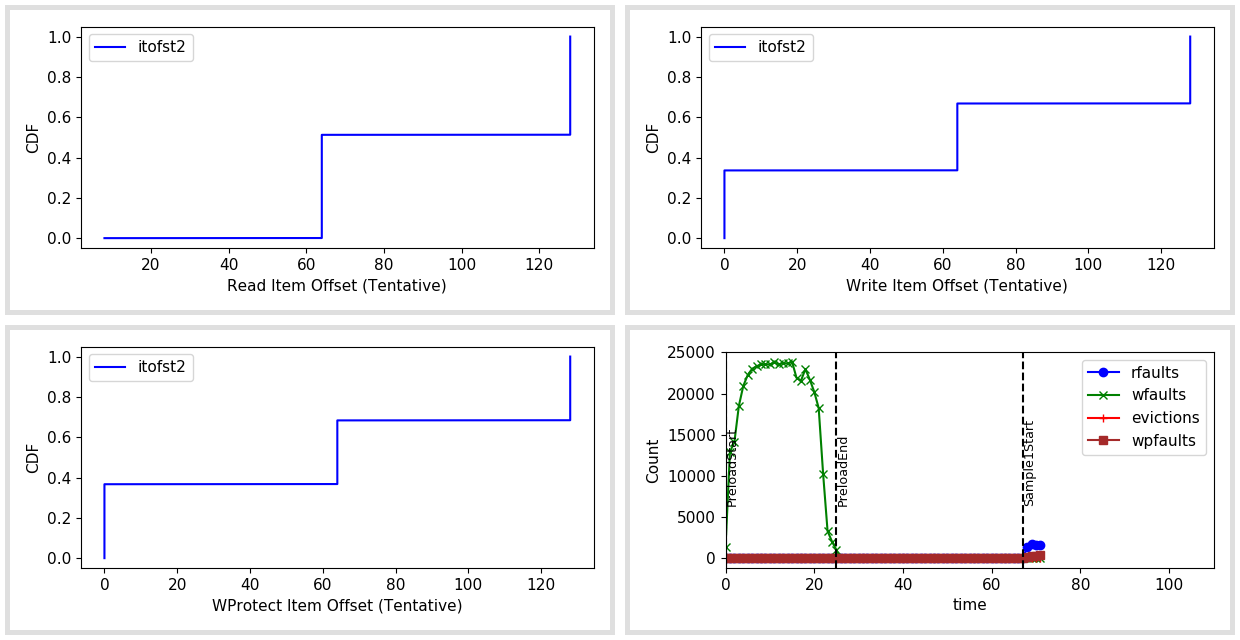 1.0
0.8
0.6
0.4
0.2
0.0
CDF
itofst2
20 40 60 80 100 120
Read Item Offset (Tentative)
1.0
0.8
0.6
0.4
0.2
0.0
CDF
itofst2
0 20 40 60 80 100 120
Write Item Offset (Tentative)
1.0
0.8
0.6
0.4
0.2
0.0
CDF
itofst2
0 20 40 60 80 100 120
WProtect Item Offset (Tentative)
25000
20000
15000
10000
5000
0
Count
PreloadStart
PreloadEnd
Sample1Start
rfaults
wfaults
evictions
wpfaults
0 20 40 60 80 100
time